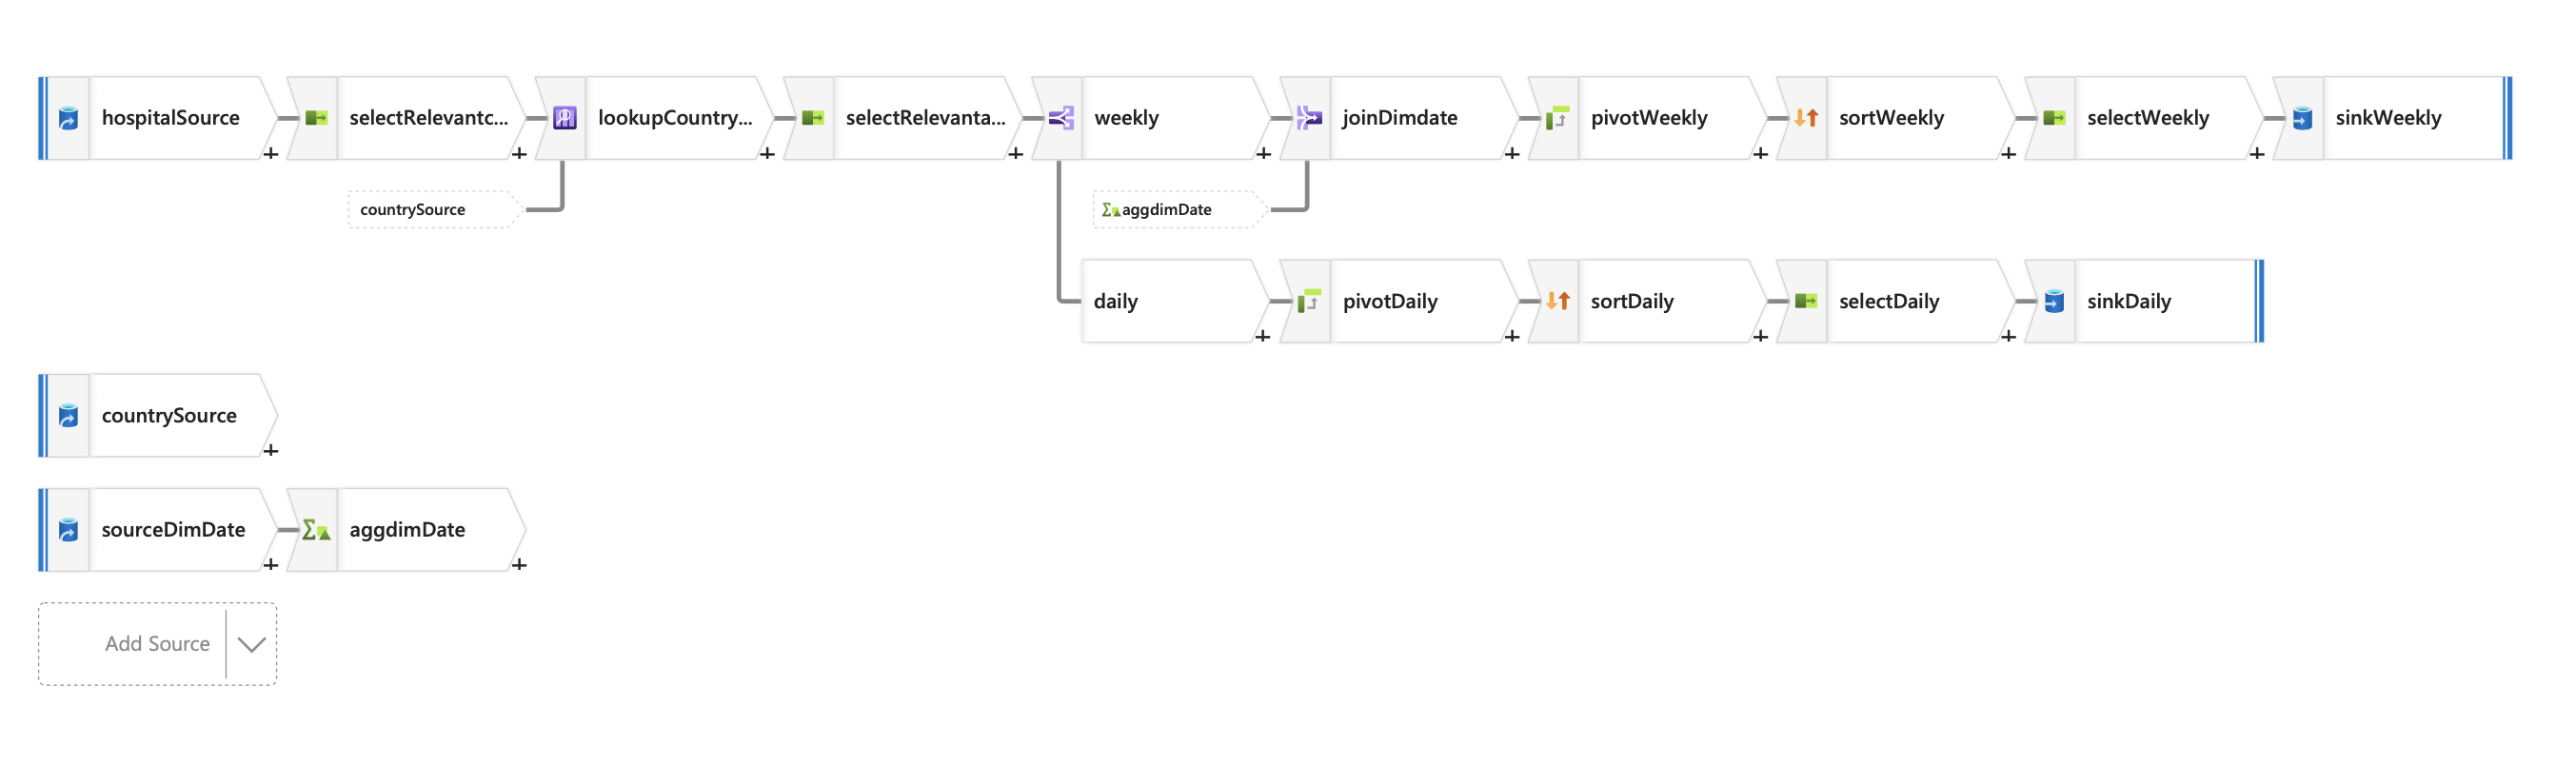 hospitalSource
selectRelevantc...
lookupCountry...
selectRelevanta...
weekly
joinDimdate
pivotWeekly
sortWeekly
selectWeekly
sinkWeekly
countrySource
aggdimDate
daily
pivotDaily
sortDaily
selectDaily
sinkDaily
countrySource
sourceDimDate
aggdimDate
Add Source